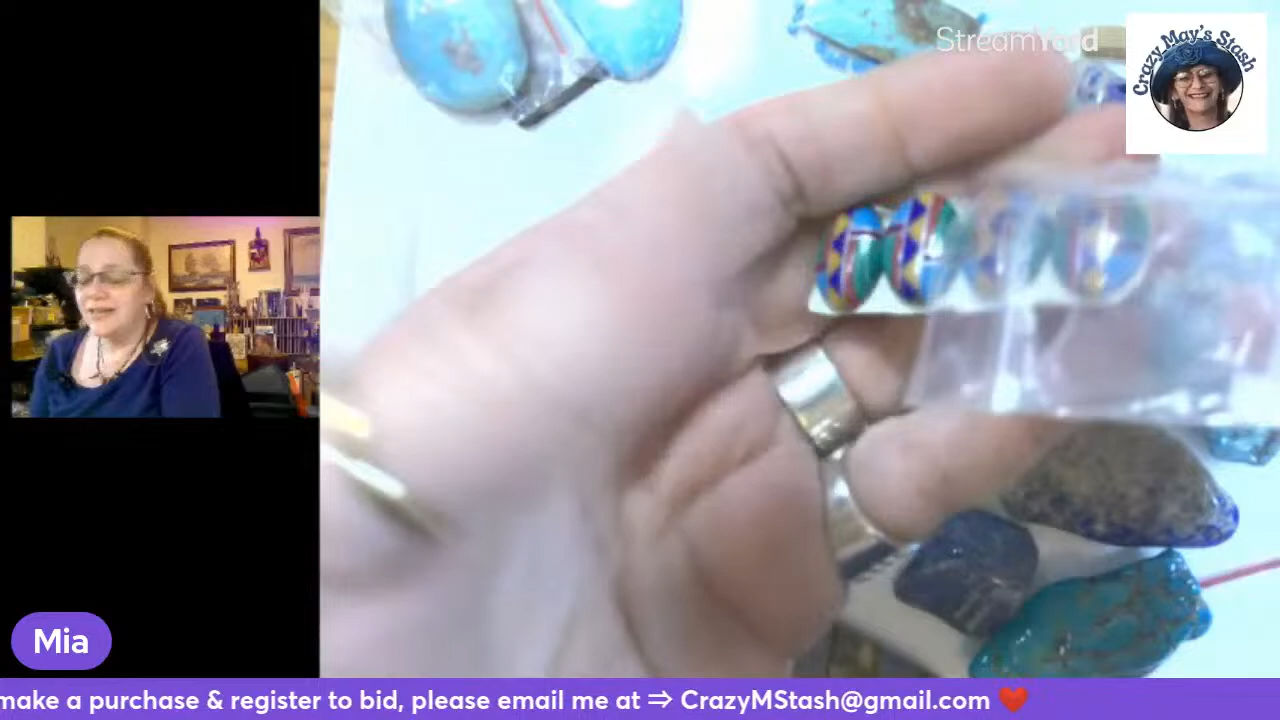 StreamYard
Crazy May's Stash
Mia
make a purchase & register to bid, please email me at ⇒ CrazyMStash@gmail.com ❤️